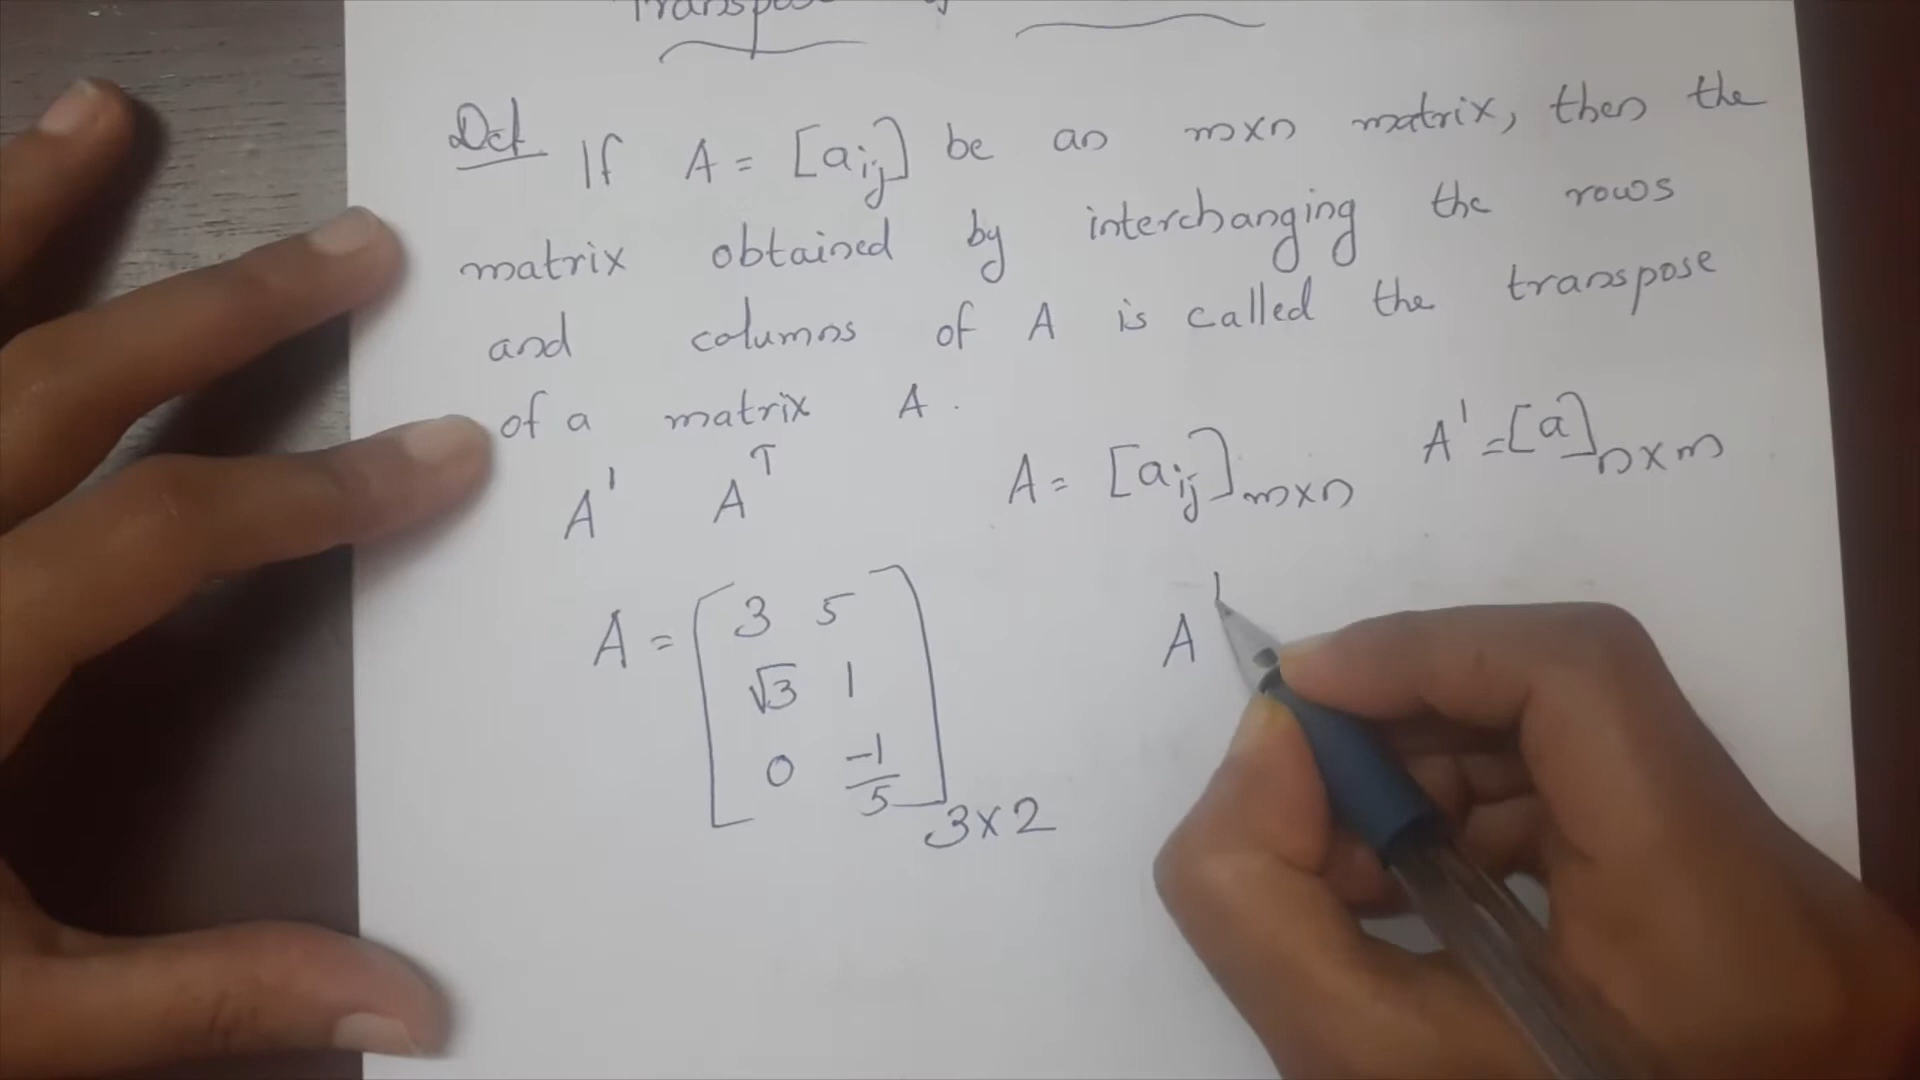 Transpose
Def If A = [aij] be an m×n matrix, then the
matrix obtained by interchanging the rows
and columns of A is called the transpose
of a matrix A.
A' A^T A = [aij]m×n A' = [a]n×m
A = [3 5
√3 1
0 -1/5]3×2
A'